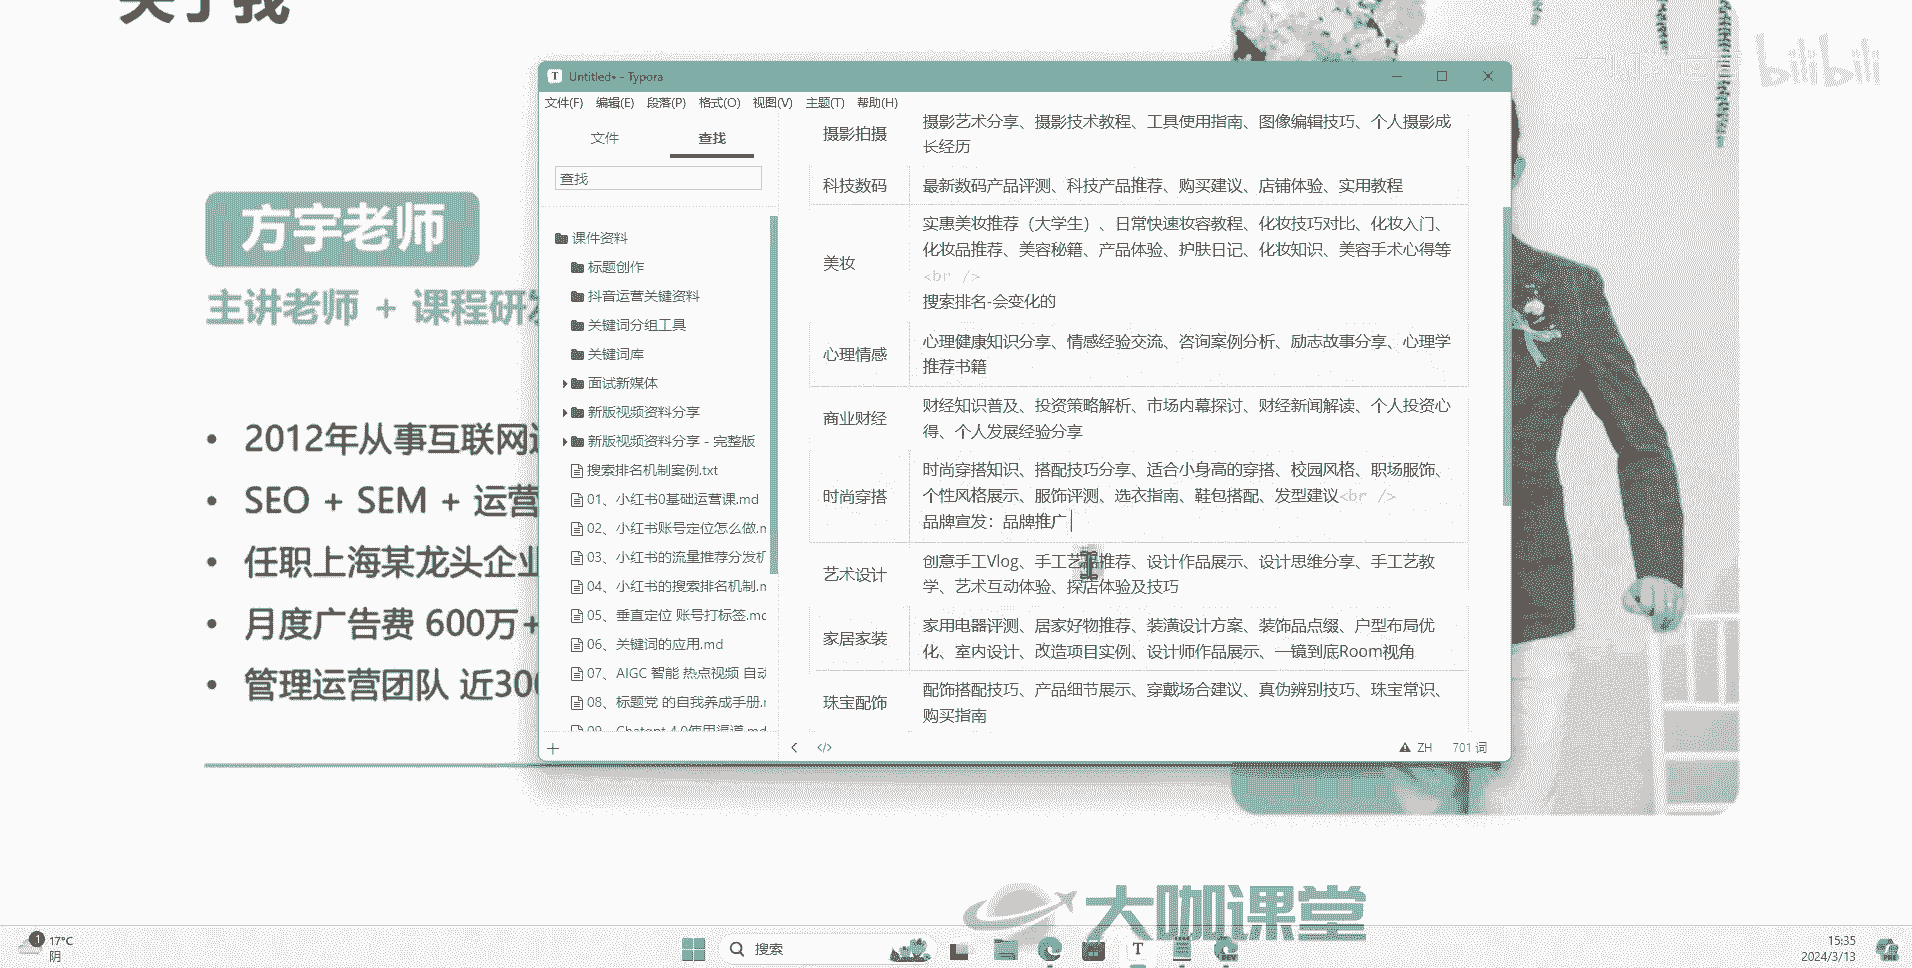 关于我
bilibili
方宇老师
主讲老师 + 课程研发
2012年从事互联网
SEO + SEM + 运营
任职上海某龙头企业
月度广告费 600万+
管理运营团队 近300
Untitled• - Typora
文件(F) 编辑(E) 段落(P) 格式(O) 视图(V) 主题(T) 帮助(H)
文件 查找
查找
课件资料
标题创作
抖音运营关键资料
关键词分组工具
关键词库
面试新媒体
新版视频资料分享
新版视频资料分享 - 完整版
搜索排名机制案例.txt
01、小红书0基础运营课.md
02、小红书账号定位怎么做.m
03、小红书的流量推荐分发机
04、小红书的搜索排名机制.m
05、垂直定位 账号打标签.md
06、关键词的应用.md
07、AIGC 智能 热点视频 自动
08、标题党 的自我养成手册.m
09、Chatgpt 4.0使用渠道.md
摄影拍摄
摄影艺术分享、摄影技术教程、工具使用指南、图像编辑技巧、个人摄影成
长经历
科技数码
最新数码产品评测、科技产品推荐、购买建议、店铺体验、实用教程
美妆
实惠美妆推荐（大学生）、日常快速妆容教程、化妆技巧对比、化妆入门、
化妆品推荐、美容秘籍、产品体验、护肤日记、化妆知识、美容手术心得等
<br />
搜索排名-会变化的
心理情感
心理健康知识分享、情感经验交流、咨询案例分析、励志故事分享、心理学
推荐书籍
商业财经
财经知识普及、投资策略解析、市场内幕探讨、财经新闻解读、个人投资心
得、个人发展经验分享
时尚穿搭
时尚穿搭知识、搭配技巧分享、适合小身高的穿搭、校园风格、职场服饰、
个性风格展示、服饰评测、选衣指南、鞋包搭配、发型建议<br />
品牌宣发：品牌推广
艺术设计
创意手工Vlog、手工艺品推荐、设计作品展示、设计思维分享、手工艺教
学、艺术互动体验、探店体验及技巧
家居家装
家用电器评测、居家好物推荐、装潢设计方案、装饰品点缀、户型布局优
化、室内设计、改造项目实例、设计师作品展示、一镜到底Room视角
珠宝配饰
配饰搭配技巧、产品细节展示、穿戴场合建议、真伪辨别技巧、珠宝常识、
购买指南
ZH 701 词
大咖课堂
1 17°C
阴
搜索
T
DEV
15:35
2024/3/13
PRE